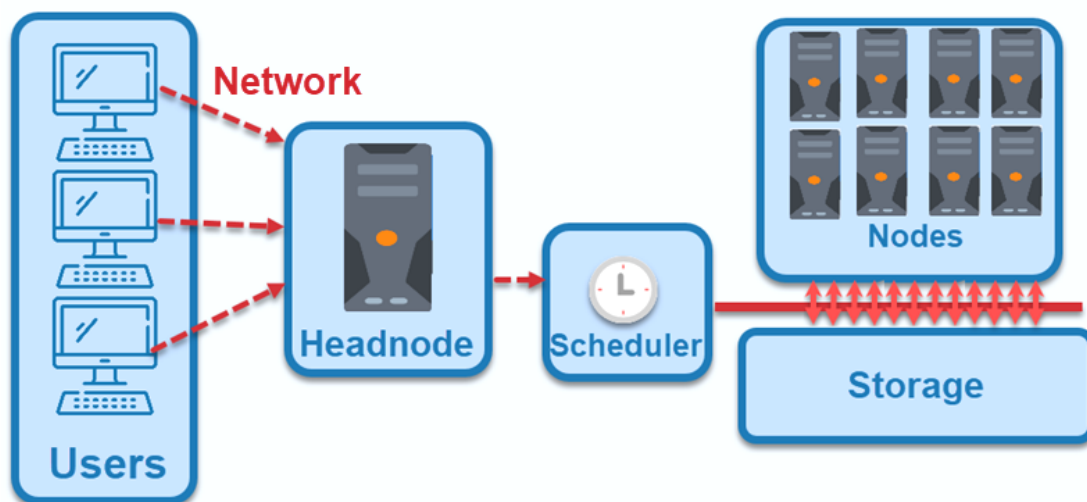 Network
Users
Headnode
Scheduler
Nodes
Storage